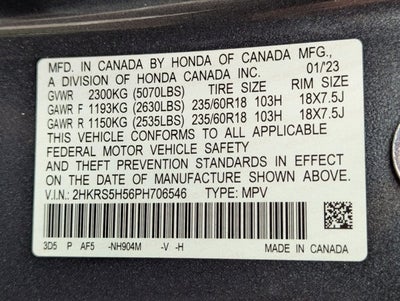 MFD. IN CANADA BY HONDA OF CANADA MFG.,
A DIVISION OF HONDA CANADA INC. 01/23
GVWR 2300KG (5070LBS) TIRE SIZE RIM SIZE
GAWR F 1193KG (2630LBS) 235/60R18 103H 18X7.5J
GAWR R 1150KG (2535LBS) 235/60R18 103H 18X7.5J
THIS VEHICLE CONFORMS TO ALL APPLICABLE
FEDERAL MOTOR VEHICLE SAFETY
AND THEFT PREVENTION STANDARDS IN EFFECT
ON THE DATE OF MANUFACTURE SHOWN ABOVE.
V.I.N.: 2HKRS5H56PH706546 TYPE: MPV
3D5 P AF5 -NH904M -V -H MADE IN CANADA